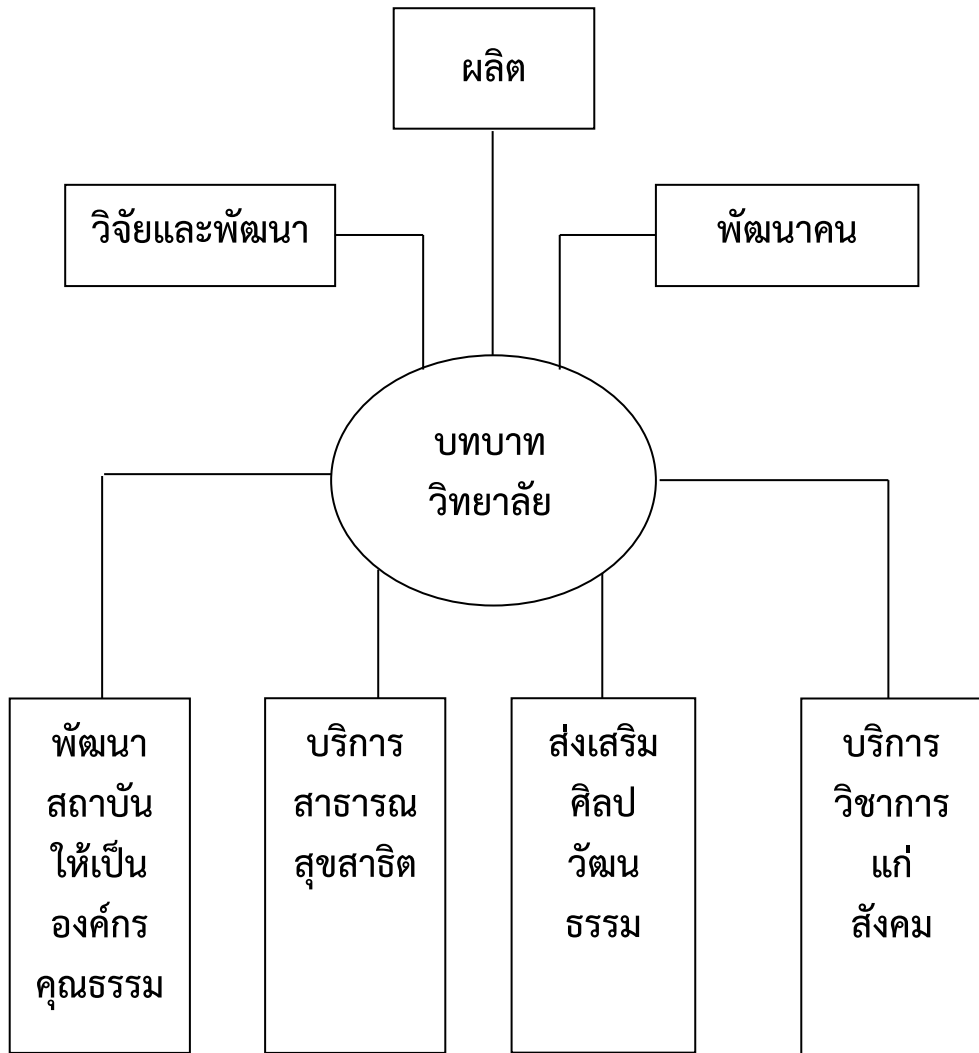 ผลิต
วิจัยและพัฒนา
พัฒนาคน
บทบาท
วิทยาลัย
พัฒนา
สถาบัน
ให้เป็น
องค์กร
คุณธรรม
บริการ
สาธารณ
สุขสาธิต
ส่งเสริม
ศิลป
วัฒน
ธรรม
บริการ
วิชาการ
แก่
สังคม